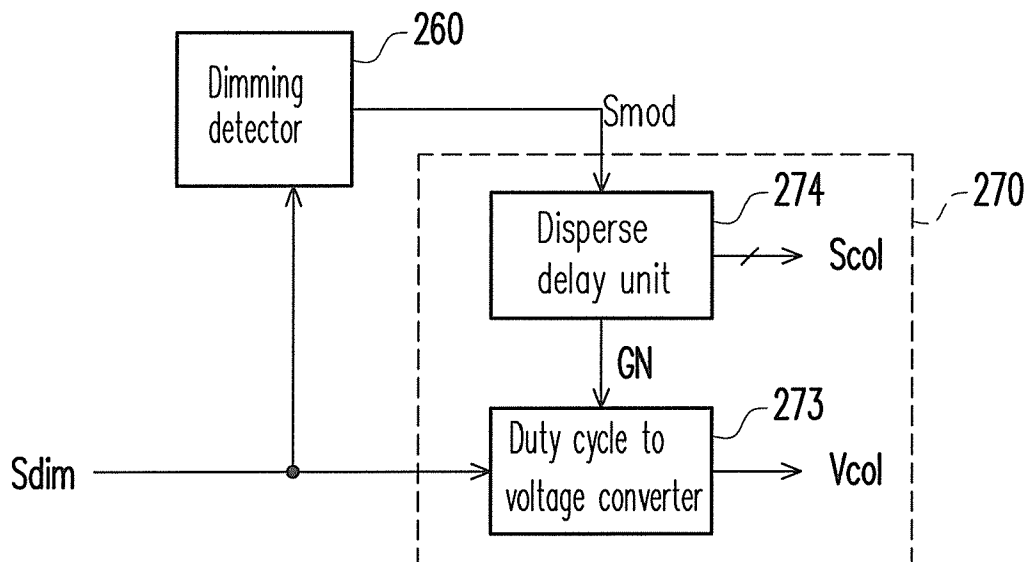 260
Dimming
detector
Smod
274
270
Disperse
delay unit
Scol
GN
273
Duty cycle to
voltage converter
Sdim
Vcol